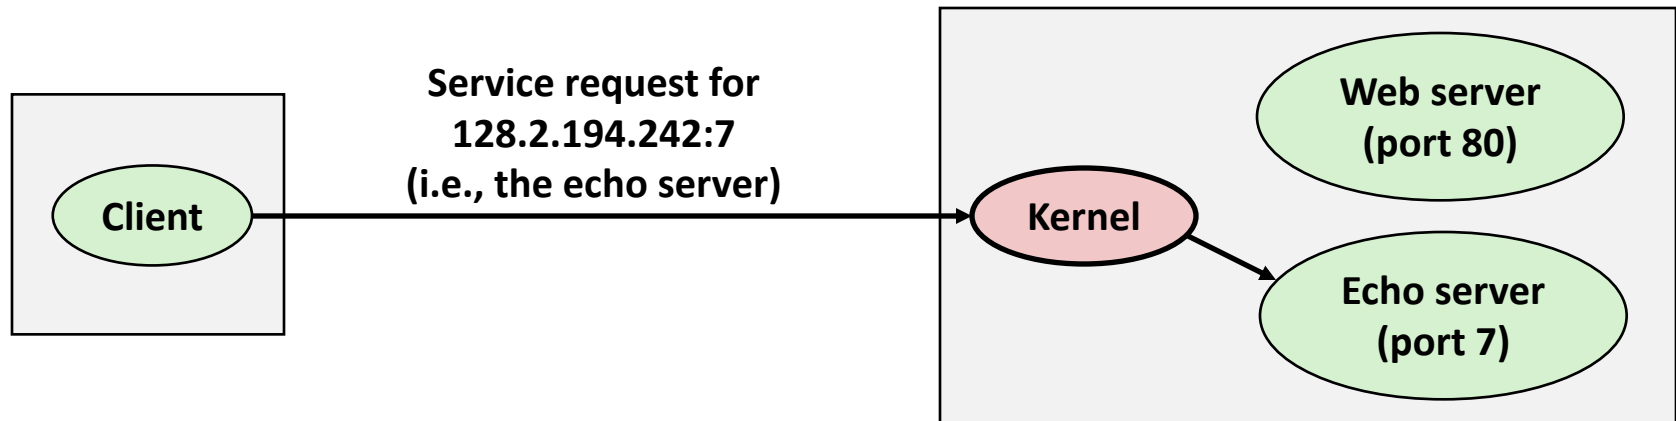 Service request for
128.2.194.242:7
(i.e., the echo server)
Client
Kernel
Web server
(port 80)
Echo server
(port 7)